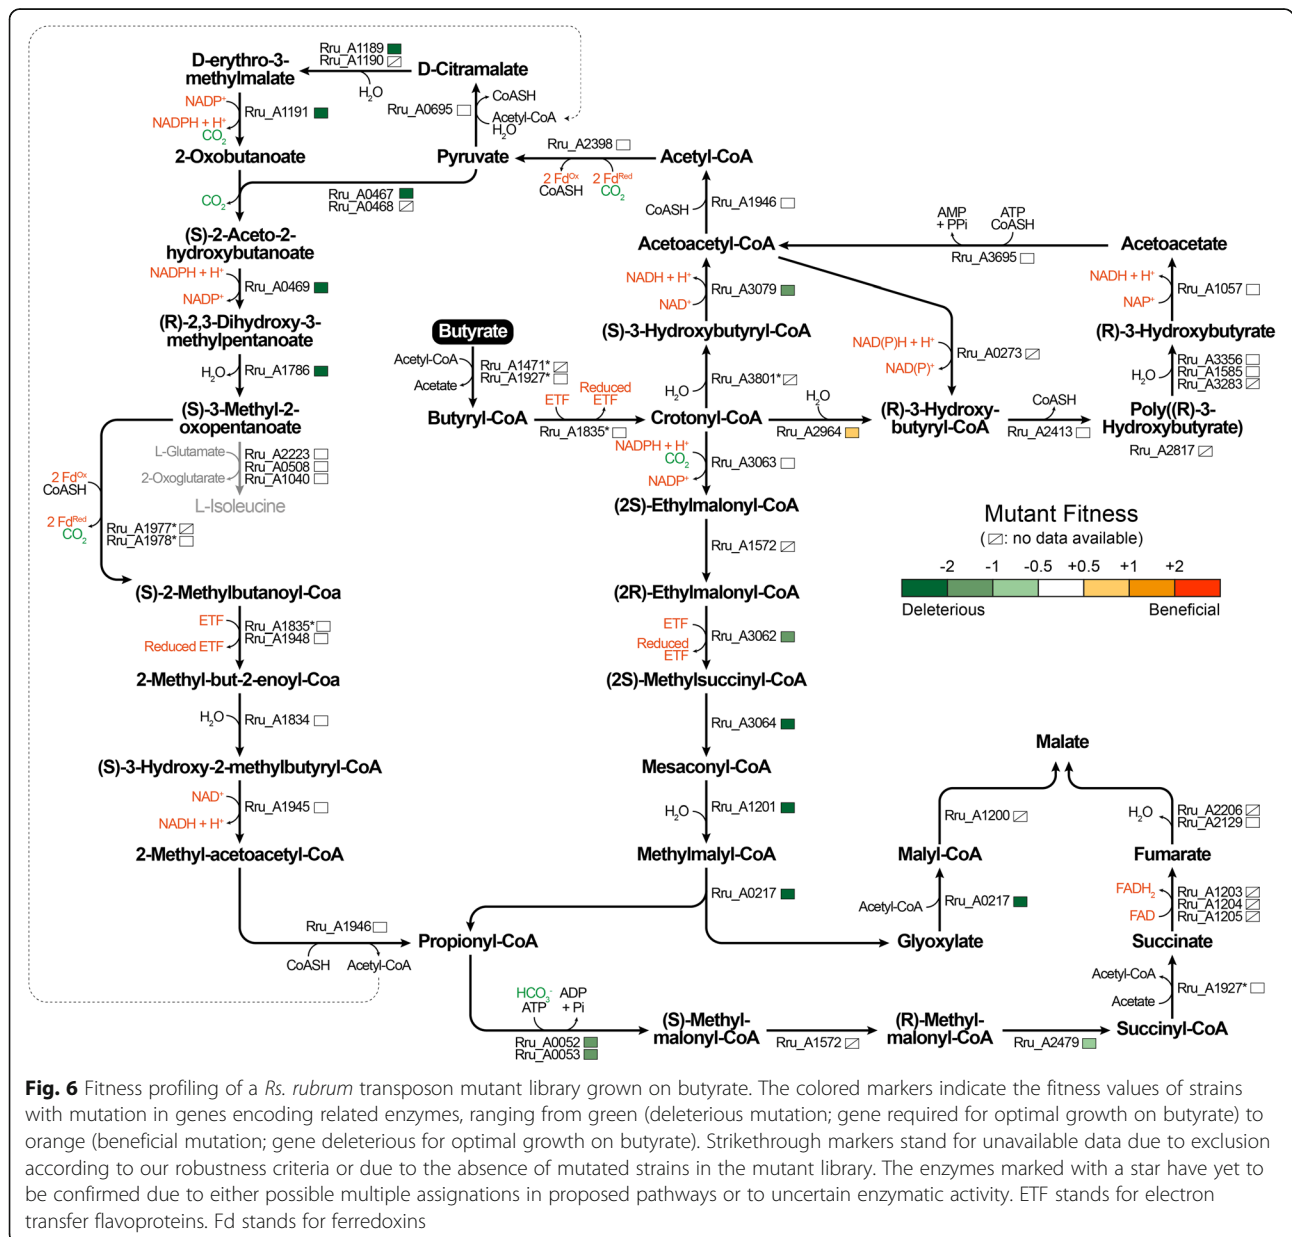 D-erythro-3-
methylmalate
Rru_A1189
Rru_A1190
H2O
D-Citramalate
NADP+
NADPH + H+
CO2
Rru_A1191
Rru_A0695
CoASH
Acetyl-CoA
H2O
2-Oxobutanoate
Pyruvate
Rru_A2398
2 FdOx
CoASH
2 FdRed
CO2
Acetyl-CoA
CO2
Rru_A0467
Rru_A0468
CoASH
Rru_A1946
(S)-2-Aceto-2-
hydroxybutanoate
Acetoacetyl-CoA
AMP
+ PPi
ATP
CoASH
Rru_A3695
Acetoacetate
NADPH + H+
NADP+
Rru_A0469
NADH + H+
NAD+
Rru_A3079
NADH + H+
NAP+
Rru_A1057
(R)-2,3-Dihydroxy-3-
methylpentanoate
Butyrate
(S)-3-Hydroxybutyryl-CoA
NAD(P)H + H+
NAD(P)+
Rru_A0273
(R)-3-Hydroxybutyrate
H2O
Rru_A1786
Acetyl-CoA
Acetate
Rru_A1471*
Rru_A1927*
H2O
Rru_A3801*
H2O
Rru_A3356
Rru_A1585
Rru_A3283
(S)-3-Methyl-2-
oxopentanoate
Butyryl-CoA
ETF
Reduced
ETF
Rru_A1835*
Crotonyl-CoA
H2O
Rru_A2964
(R)-3-Hydroxy-
butyryl-CoA
CoASH
Rru_A2413
Poly((R)-3-
Hydroxybutyrate)
Rru_A2817
L-Glutamate
2-Oxoglutarate
Rru_A2223
Rru_A0508
Rru_A1040
L-Isoleucine
NADPH + H+
CO2
NADP+
Rru_A3063
2 FdOx
CoASH
2 FdRed
CO2
Rru_A1977*
Rru_A1978*
(2S)-Ethylmalonyl-CoA
Rru_A1572
Mutant Fitness
(: no data available)
-2 -1 -0.5 +0.5 +1 +2
Deleterious Beneficial
(S)-2-Methylbutanoyl-Coa
(2R)-Ethylmalonyl-CoA
ETF
Reduced ETF
Rru_A1835*
Rru_A1948
ETF
Reduced
ETF
Rru_A3062
2-Methyl-but-2-enoyl-Coa
(2S)-Methylsuccinyl-CoA
H2O
Rru_A1834
Rru_A3064
Malate
(S)-3-Hydroxy-2-methylbutyryl-CoA
Mesaconyl-CoA
NAD+
NADH + H+
Rru_A1945
H2O
Rru_A1201
Rru_A1200
H2O
Rru_A2206
Rru_A2129
2-Methyl-acetoacetyl-CoA
Methylmalyl-CoA
Malyl-CoA
Fumarate
Rru_A0217
Acetyl-CoA
Rru_A0217
FADH2
FAD
Rru_A1203
Rru_A1204
Rru_A1205
Rru_A1946
CoASH
Acetyl-CoA
Propionyl-CoA
Glyoxylate
Succinate
HCO3-
ATP
ADP
+ Pi
Rru_A0052
Rru_A0053
(S)-Methyl-
malonyl-CoA
Rru_A1572
(R)-Methyl-
malonyl-CoA
Rru_A2479
Acetyl-CoA
Acetate
Rru_A1927*
Succinyl-CoA
Fig. 6 Fitness profiling of a Rs. rubrum transposon mutant library grown on butyrate. The colored markers indicate the fitness values of strains
with mutation in genes encoding related enzymes, ranging from green (deleterious mutation; gene required for optimal growth on butyrate) to
orange (beneficial mutation; gene deleterious for optimal growth on butyrate). Strikethrough markers stand for unavailable data due to exclusion
according to our robustness criteria or due to the absence of mutated strains in the mutant library. The enzymes marked with a star have yet to
be confirmed due to either possible multiple assignations in proposed pathways or to uncertain enzymatic activity. ETF stands for electron
transfer flavoproteins. Fd stands for ferredoxins